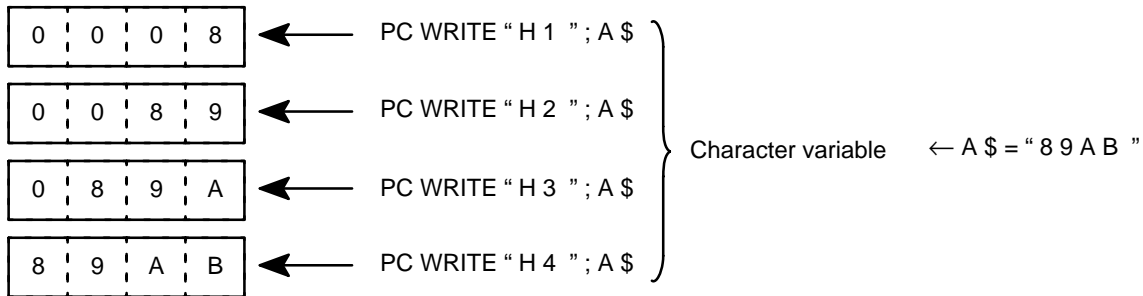 0 0 0 8 PC WRITE “ H 1 ” ; A $
0 0 8 9 PC WRITE “ H 2 ” ; A $
Character variable ← A $ = “ 8 9 A B ”
0 8 9 A PC WRITE “ H 3 ” ; A $
8 9 A B PC WRITE “ H 4 ” ; A $